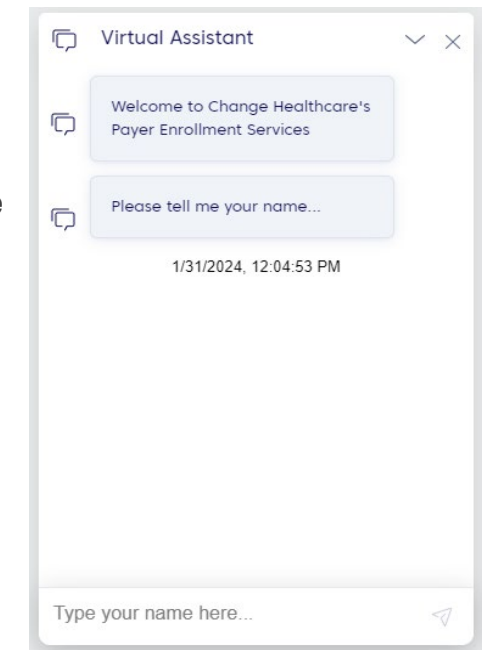 Virtual Assistant
Welcome to Change Healthcare's
Payer Enrollment Services
Please tell me your name...
1/31/2024, 12:04:53 PM
Type your name here...